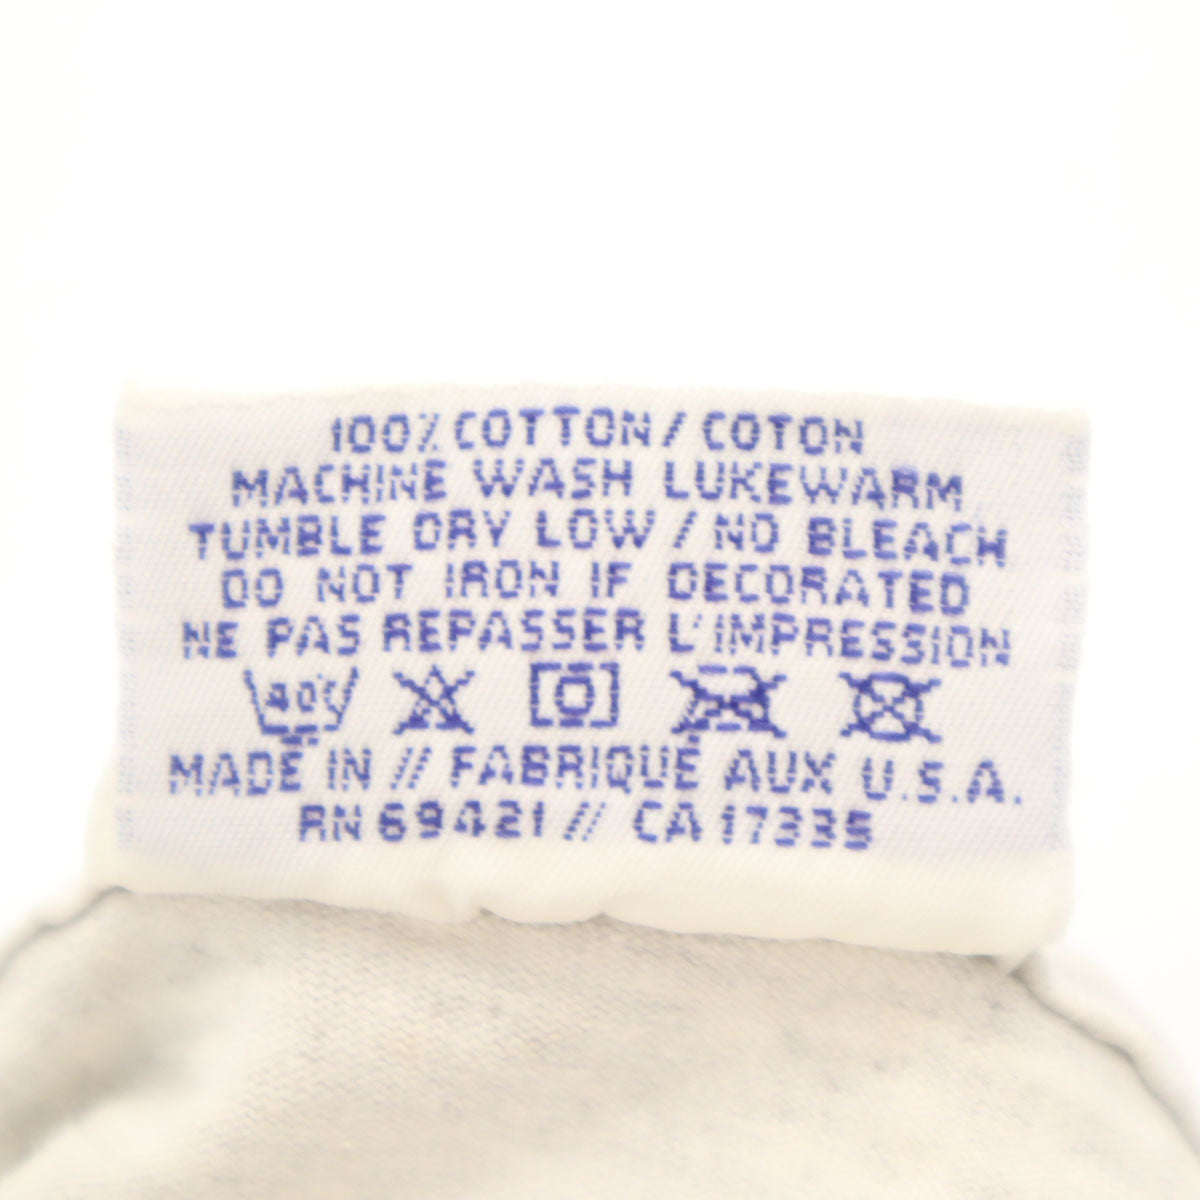 100% COTTON / COTON
MACHINE WASH LUKEWARM
TUMBLE DRY LOW / NO BLEACH
DO NOT IRON IF DECORATED
NE PAS REPASSER L'IMPRESSION
40°C
MADE IN // FABRIQUÉ AUX U.S.A.
RN 69421 // CA 17335